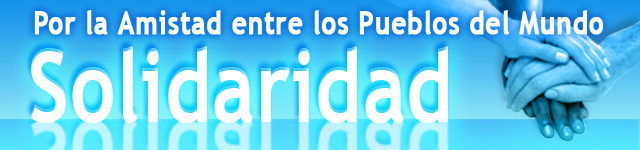 Por la Amistad entre los Pueblos del Mundo
Solidaridad